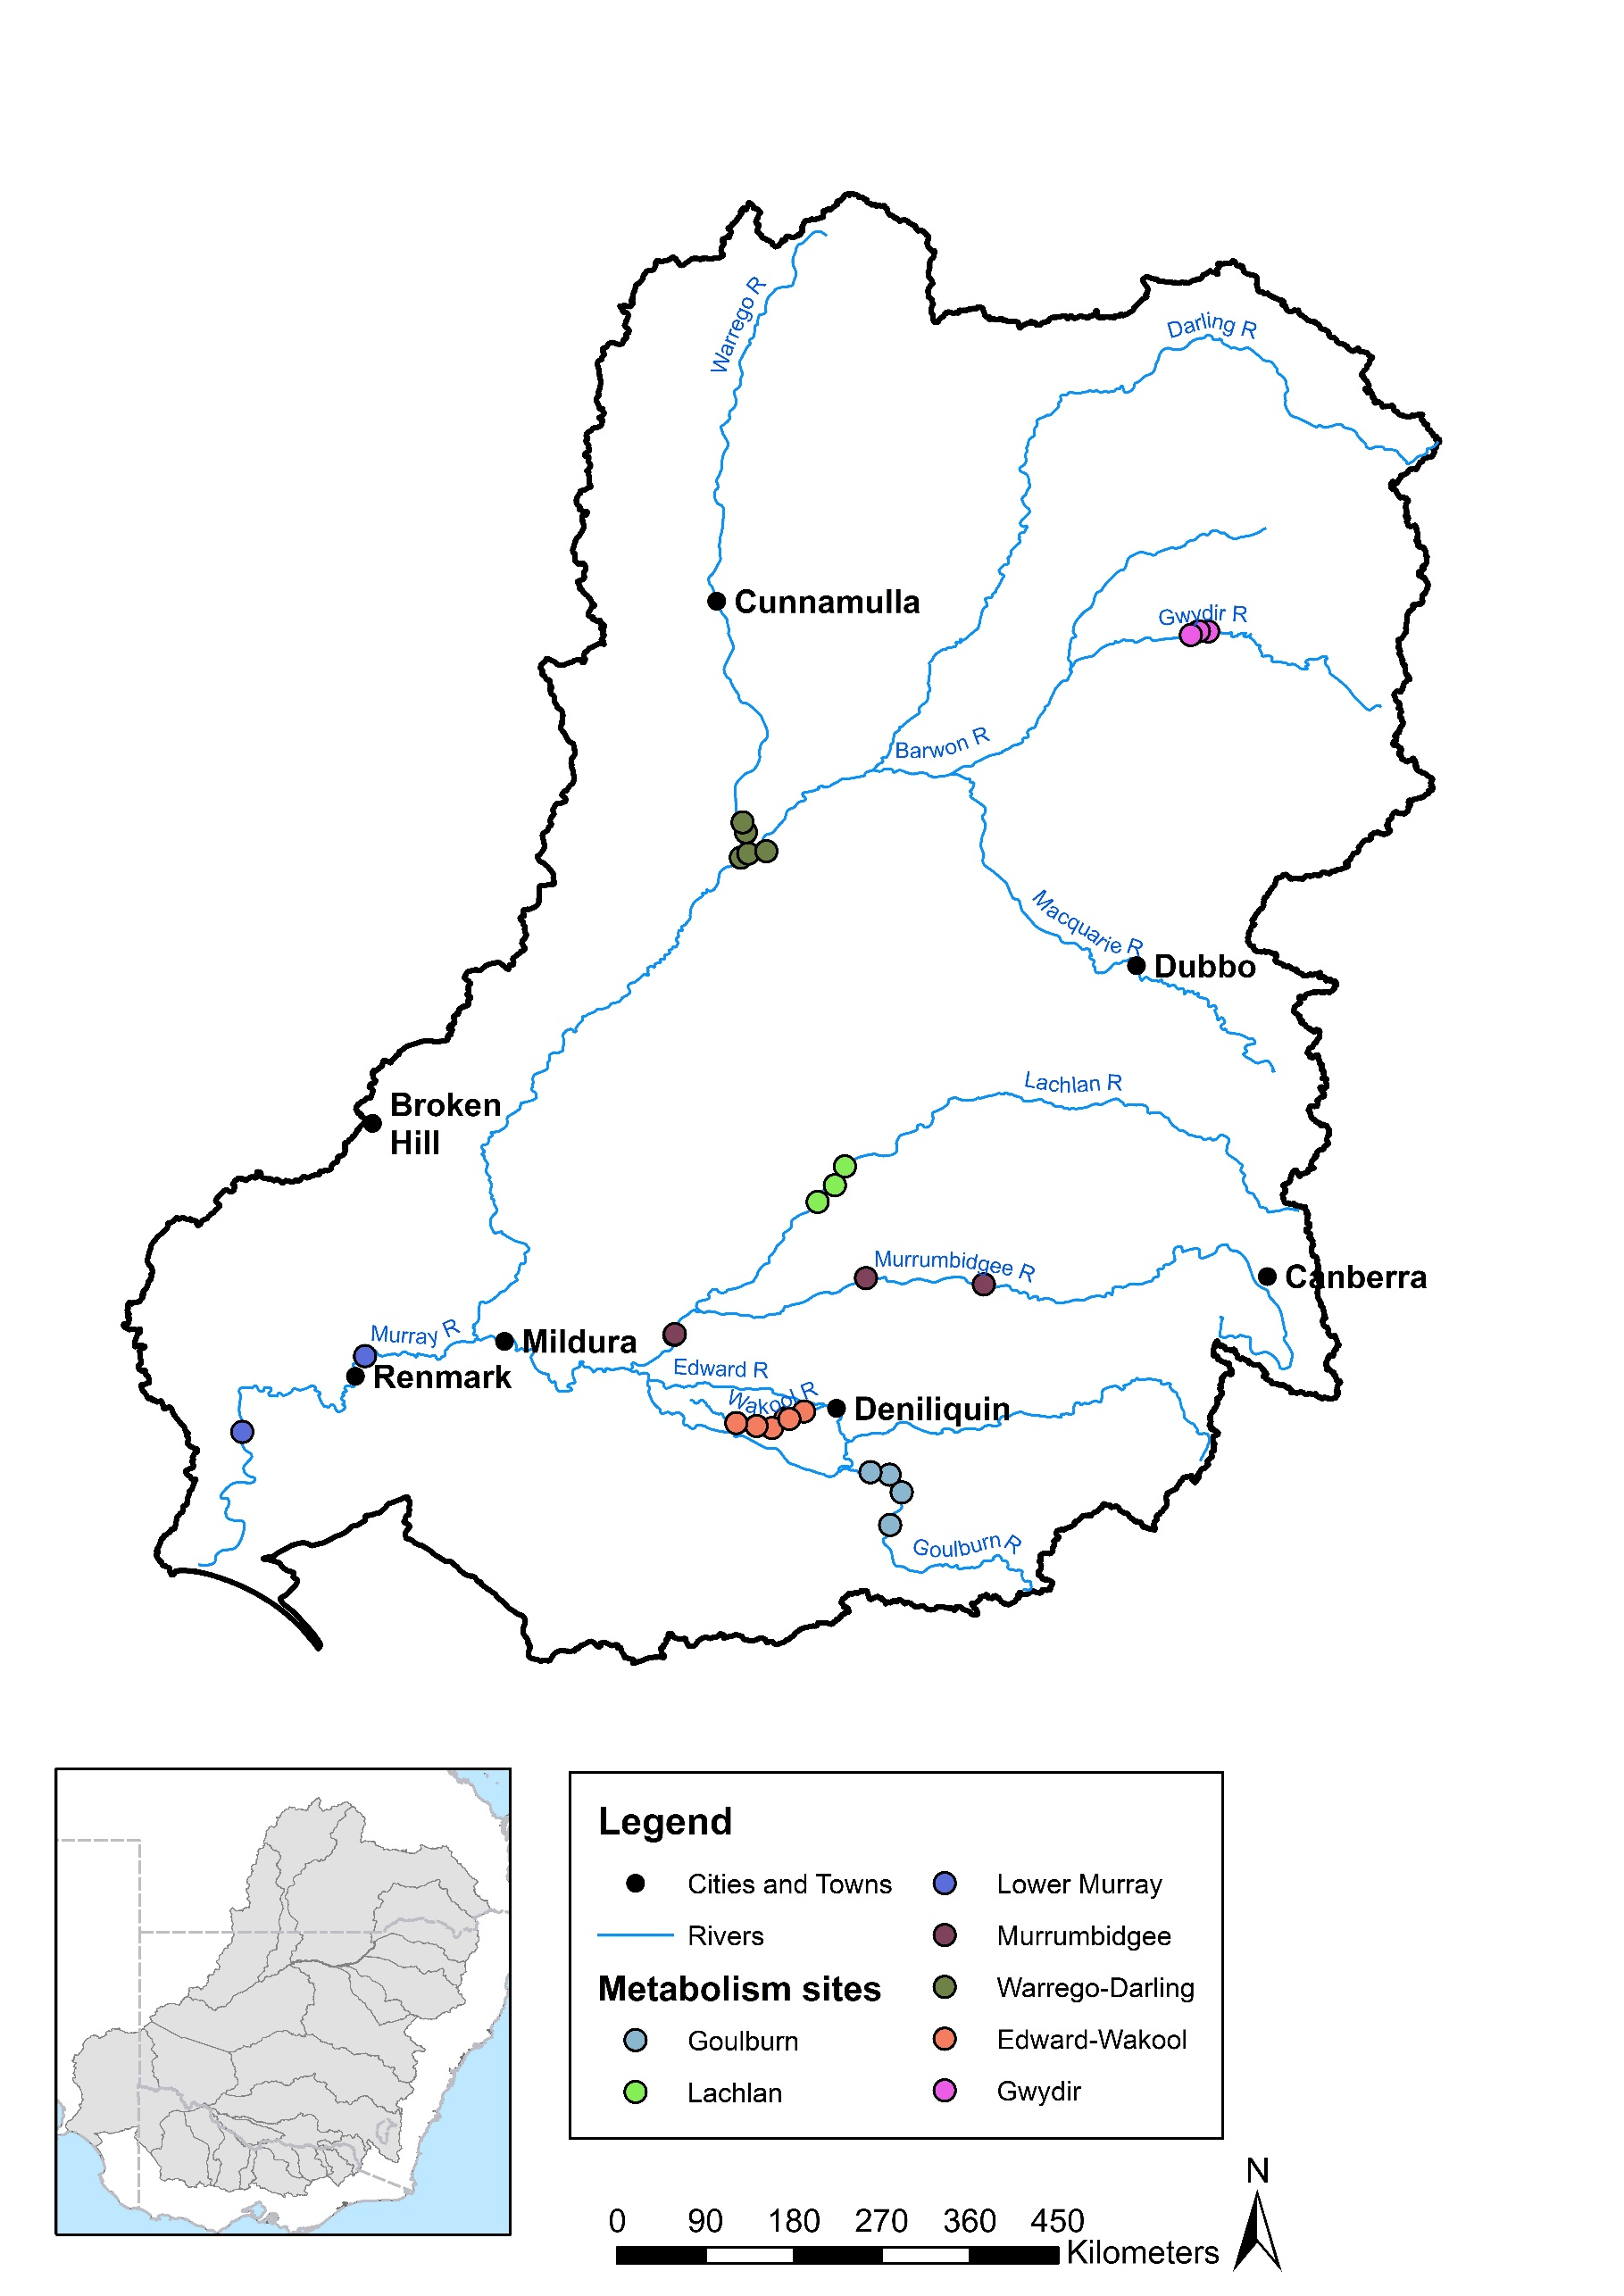 Warrego R
Darling R
Cunnamulla
Gwydir R
Barwon R
Macquarie R
Dubbo
Lachlan R
Broken
Hill
Murrumbidgee R
Canberra
Murray R
Mildura
Renmark
Edward R
Wakool R
Deniliquin
Goulburn R
Legend
Cities and Towns
Rivers
Metabolism sites
Goulburn
Lachlan
Lower Murray
Murrumbidgee
Warrego-Darling
Edward-Wakool
Gwydir
N
0 90 180 270 360 450
Kilometers